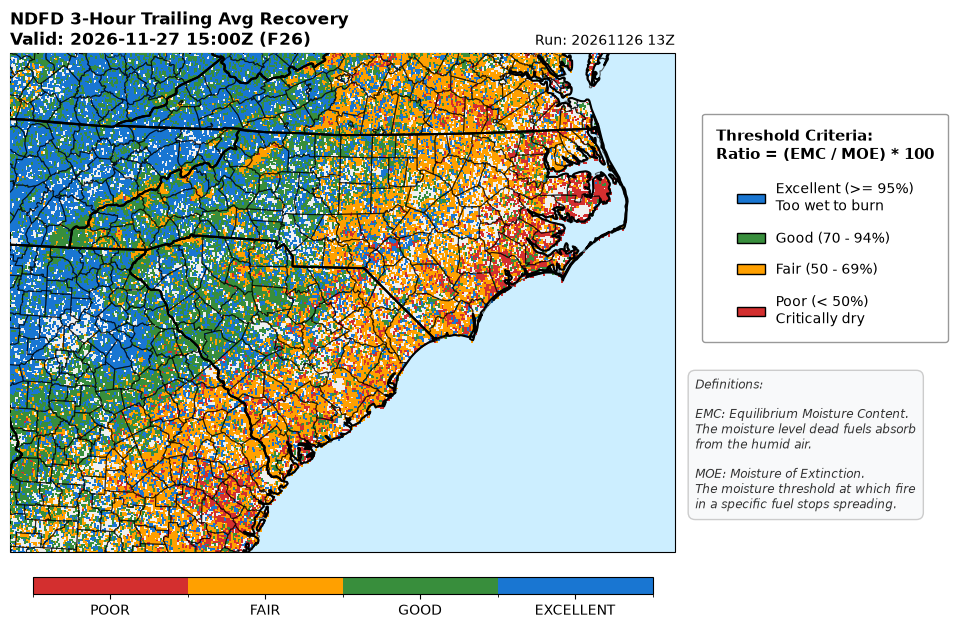 NDFD 3-Hour Trailing Avg Recovery
Valid: 2026-11-27 15:00Z (F26)
Run: 20261126 13Z
Threshold Criteria:
Ratio = (EMC / MOE) * 100
Excellent (>= 95%)
Too wet to burn
Good (70 - 94%)
Fair (50 - 69%)
Poor (< 50%)
Critically dry
Definitions:
EMC: Equilibrium Moisture Content.
The moisture level dead fuels absorb
from the humid air.
MOE: Moisture of Extinction.
The moisture threshold at which fire
in a specific fuel stops spreading.
POOR
FAIR
GOOD
EXCELLENT